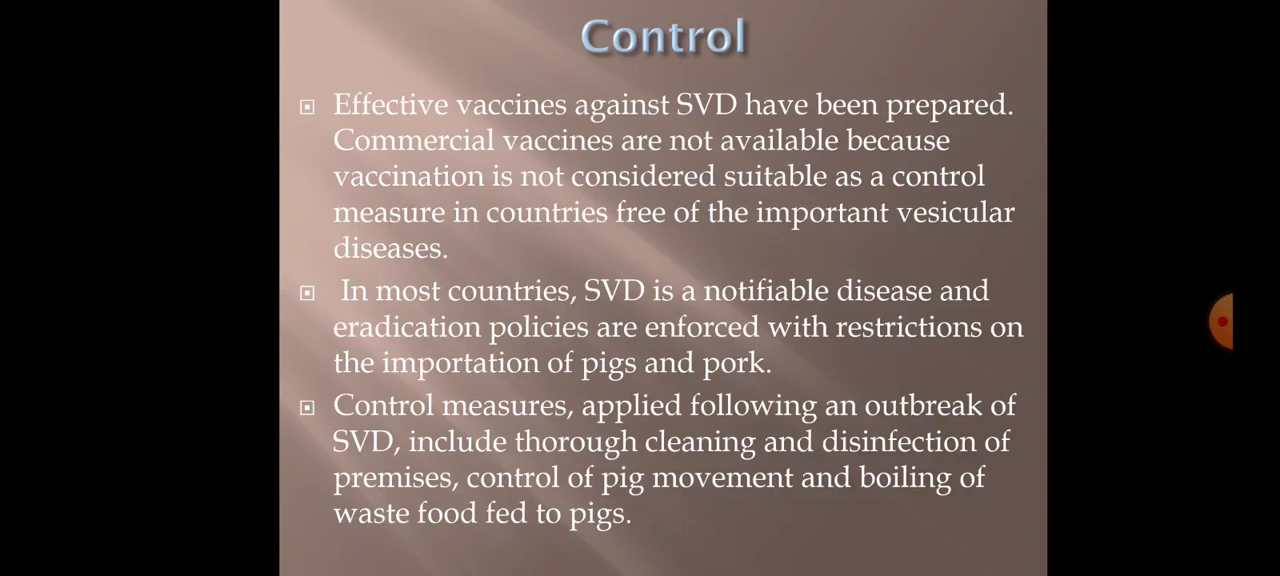 Control
Effective vaccines against SVD have been prepared.
Commercial vaccines are not available because
vaccination is not considered suitable as a control
measure in countries free of the important vesicular
diseases.
In most countries, SVD is a notifiable disease and
eradication policies are enforced with restrictions on
the importation of pigs and pork.
Control measures, applied following an outbreak of
SVD, include thorough cleaning and disinfection of
premises, control of pig movement and boiling of
waste food fed to pigs.